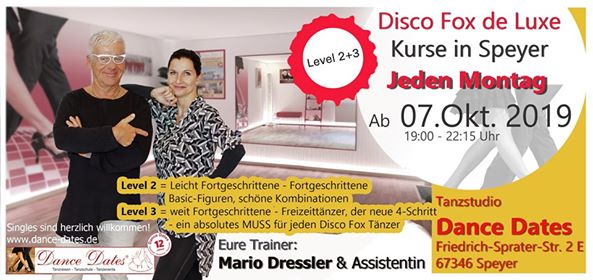 Disco Fox de Luxe
Level 2+3
Kurse in Speyer
Jeden Montag
Ab 07.Okt. 2019
19:00 - 22:15 Uhr
Level 2 = Leicht Fortgeschrittene - Fortgeschrittene
Basic-Figuren, schöne Kombinationen
Level 3 = weit Fortgeschrittene - Freizeittänzer, der neue 4-Schritt
- ein absolutes MUSS für jeden Disco Fox Tänzer
Singles sind herzlich willkommen!
www.dance-dates.de
Dance Dates
Tanzreisen - Tanzschule - Tanzevents
12
Eure Trainer:
Mario Dressler & Assistentin
Tanzstudio
Dance Dates
Friedrich-Sprater-Str. 2 E
67346 Speyer